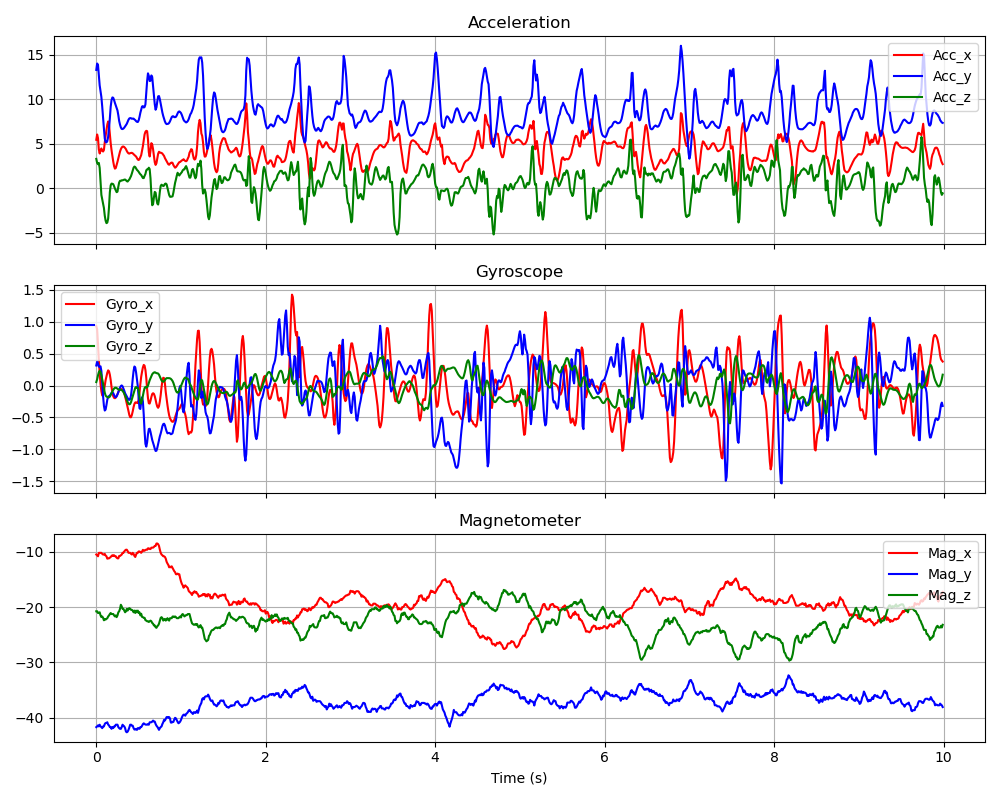 Acceleration
15
10
5
0
−5
Acc_x
Acc_y
Acc_z
Gyroscope
1.5
1.0
0.5
0.0
−0.5
−1.0
−1.5
Gyro_x
Gyro_y
Gyro_z
Magnetometer
−10
−20
−30
−40
Mag_x
Mag_y
Mag_z
0 2 4 6 8 10
Time (s)